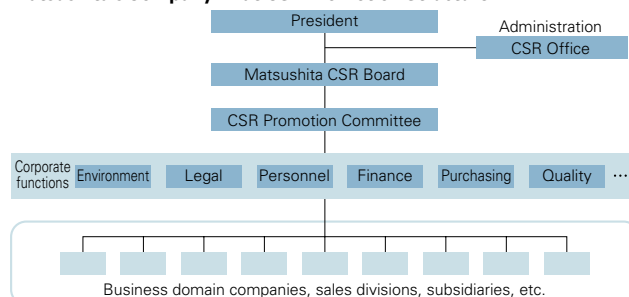 President
Administration
CSR Office
Matsushita CSR Board
CSR Promotion Committee
Corporate
functions
Environment
Legal
Personnel
Finance
Purchasing
Quality
...
Business domain companies, sales divisions, subsidiaries, etc.